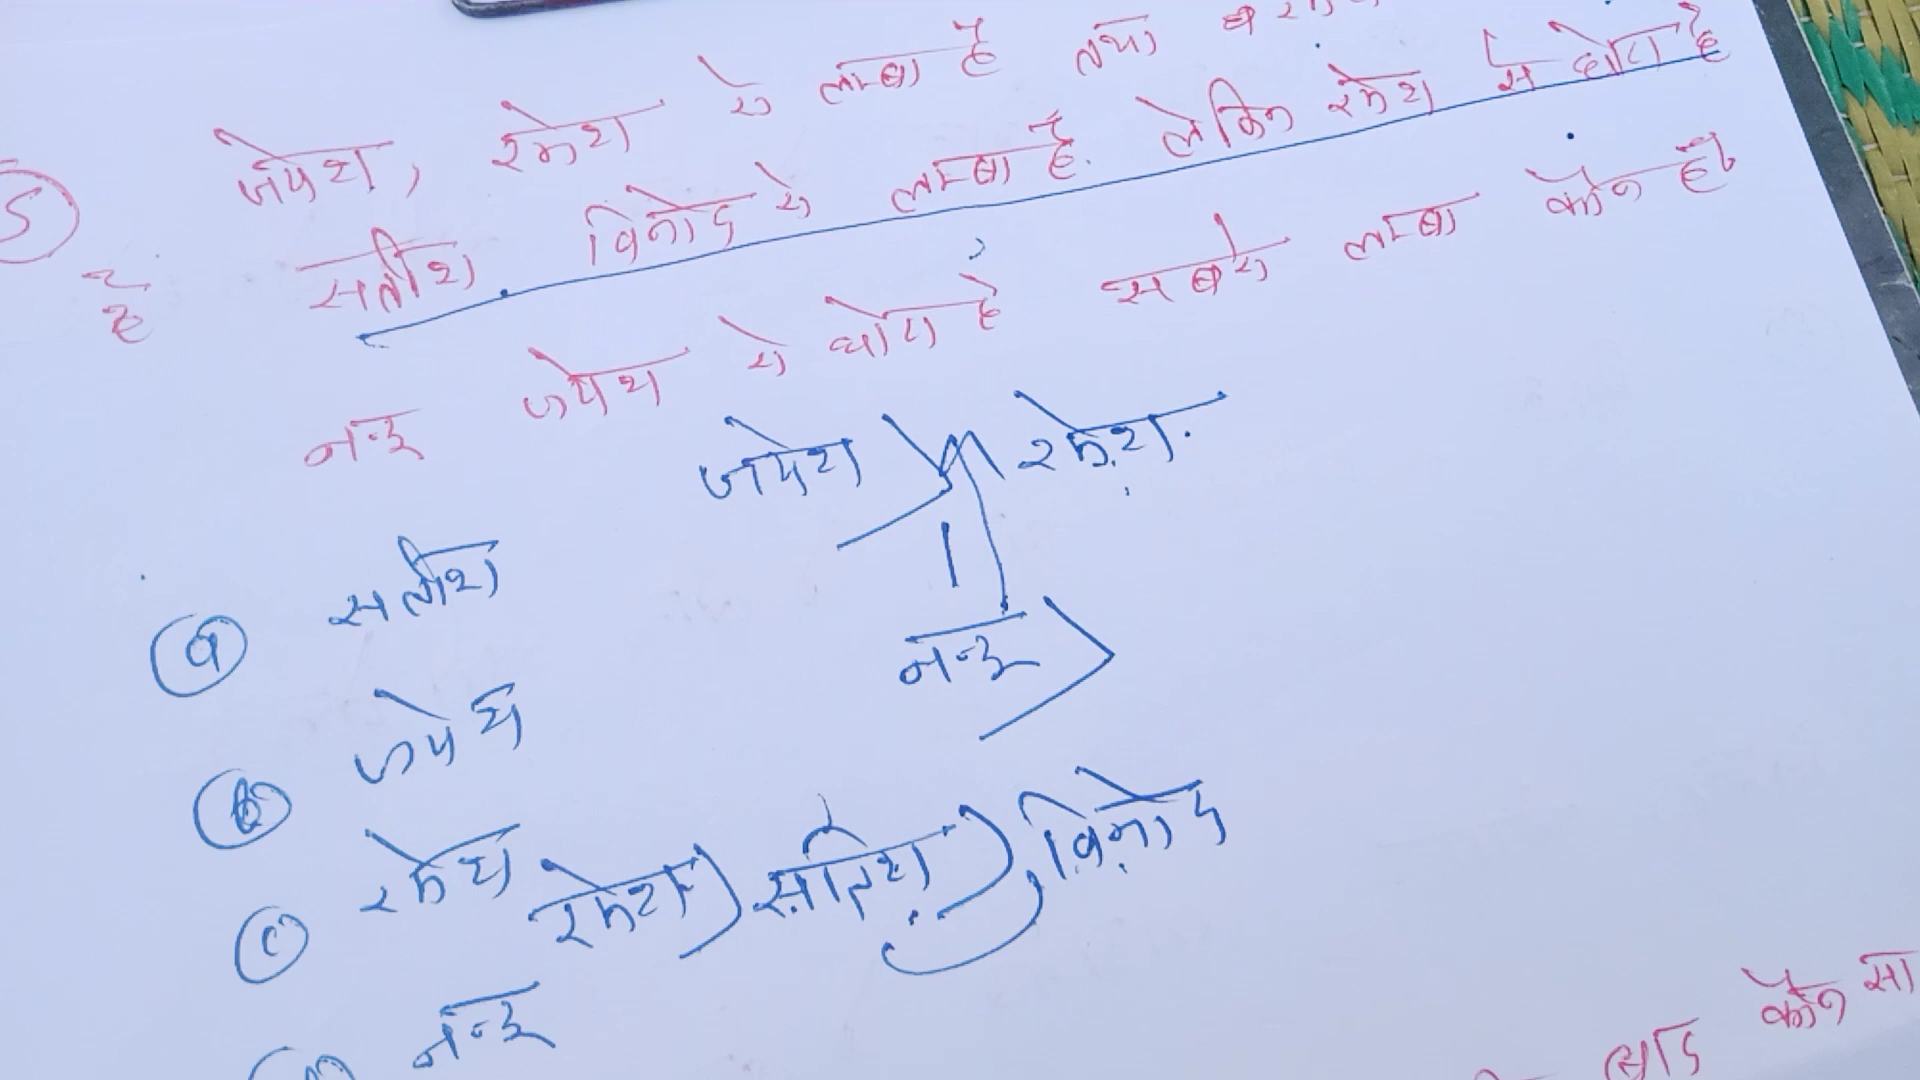 5 जयेश, रमेश से लम्बा है तथा
है सतीश विनोद से लम्बा है. लेकिन रमेश से छोटा है
नन्दू जयेश से छोटा है सबसे लम्बा कौन है
जयेश रमेश.
a सतीश
नन्दू >
b जयेश
c रमेश
रमेश > सतिश > विनोद
नन्दू
बाद कौन सा